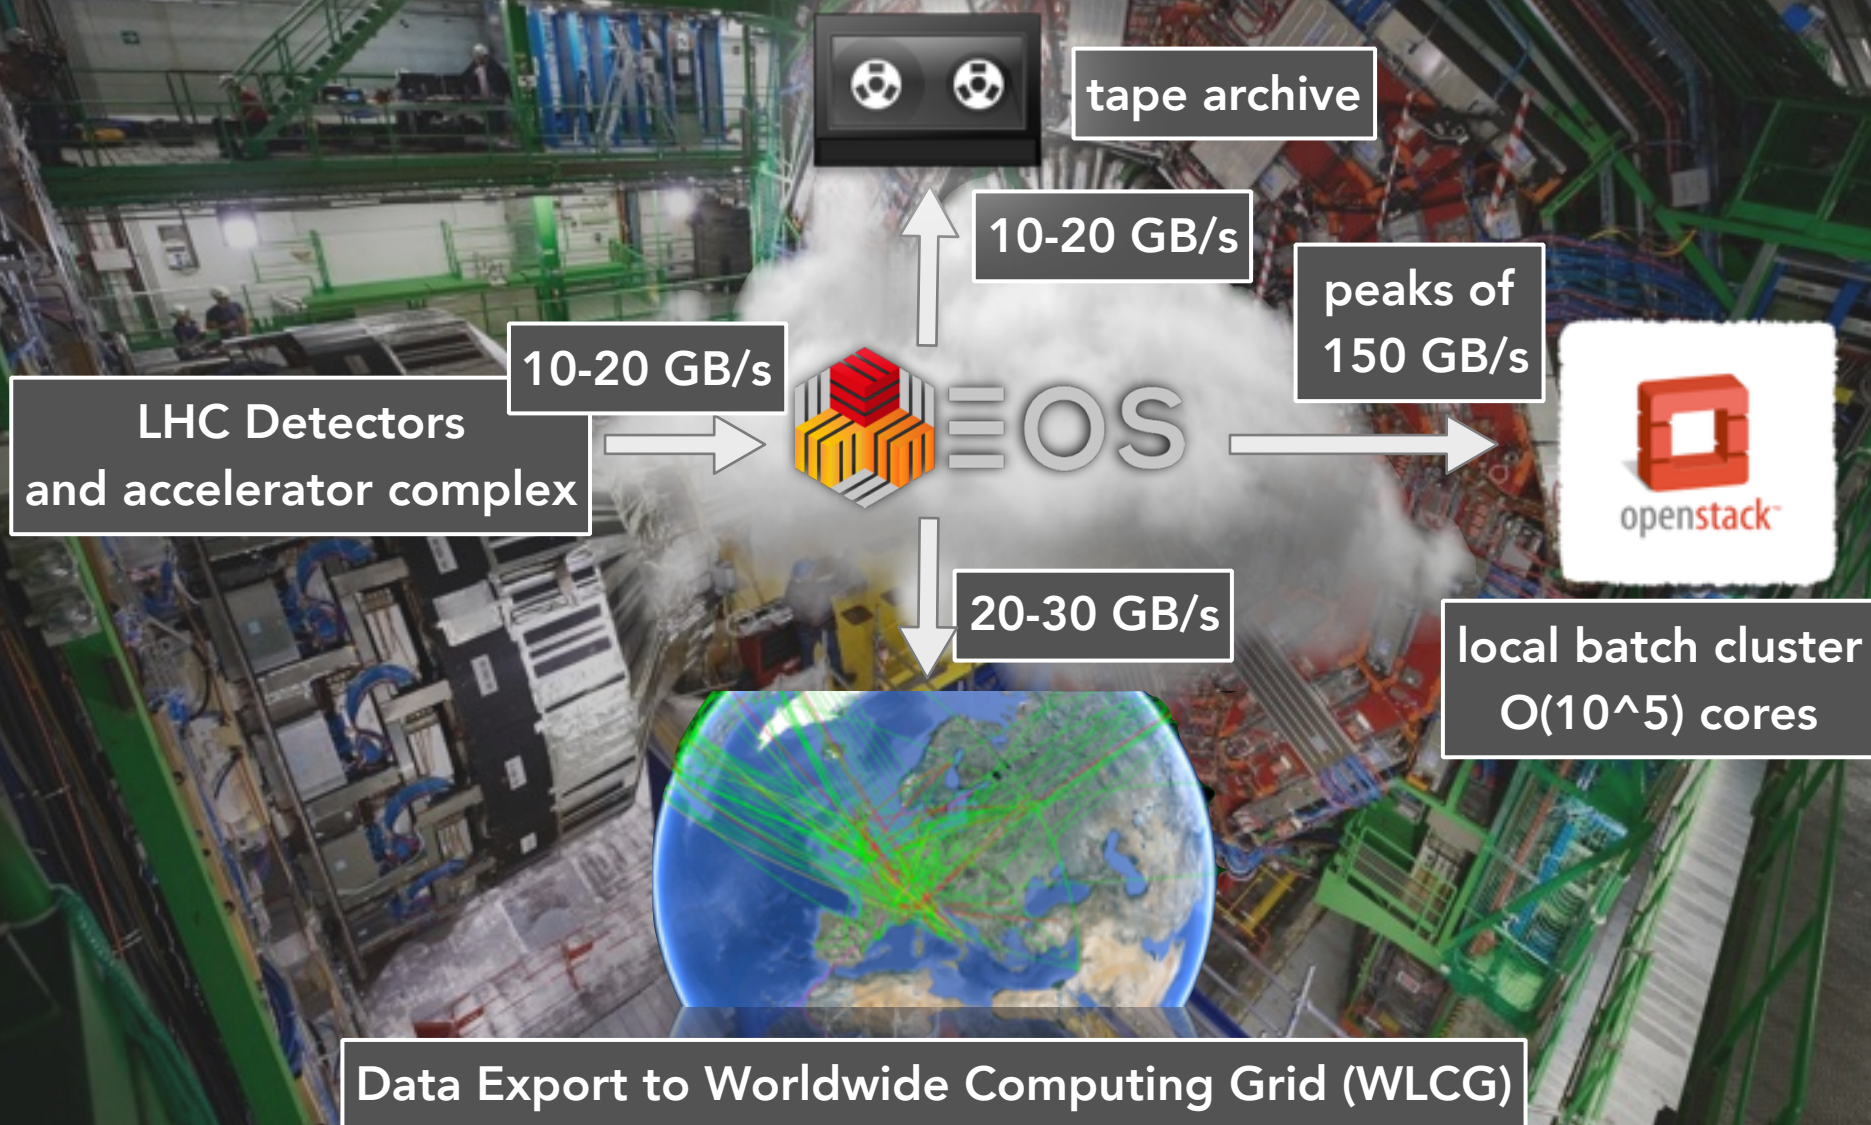 tape archive
10-20 GB/s
peaks of
150 GB/s
10-20 GB/s
LHC Detectors
and accelerator complex
EOS
openstack™
20-30 GB/s
local batch cluster
O(10^5) cores
Data Export to Worldwide Computing Grid (WLCG)